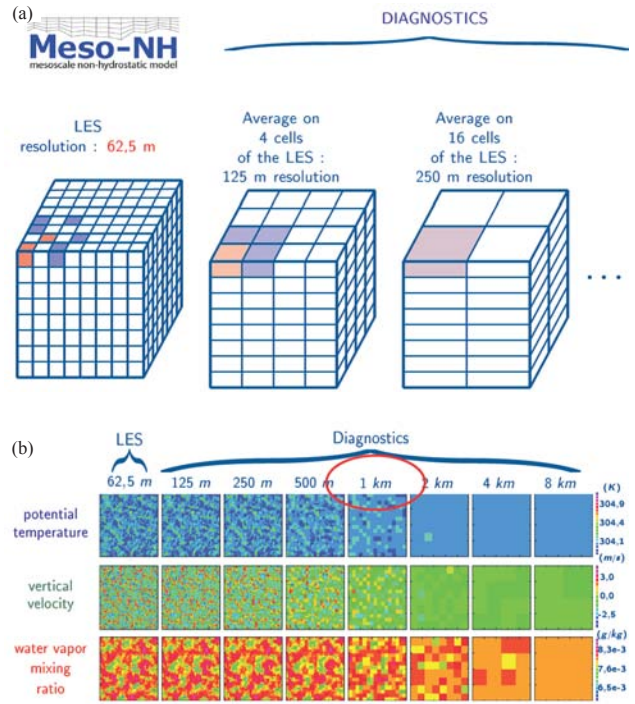 (a)
Meso-NH
mesoscale non-hydrostatic model
DIAGNOSTICS
LES
resolution : 62,5 m
Average on
4 cells
of the LES :
125 m resolution
Average on
16 cells
of the LES :
250 m resolution
...
(b)
LES
Diagnostics
62,5 m 125 m 250 m 500 m 1 km 2 km 4 km 8 km
(K)
potential
temperature
304,9
304,4
304,1
(m/s)
vertical
velocity
3,0
0,0
-2,5
(g/kg)
water vapor
mixing
ratio
8,3e-3
7,6e-3
6,5e-3